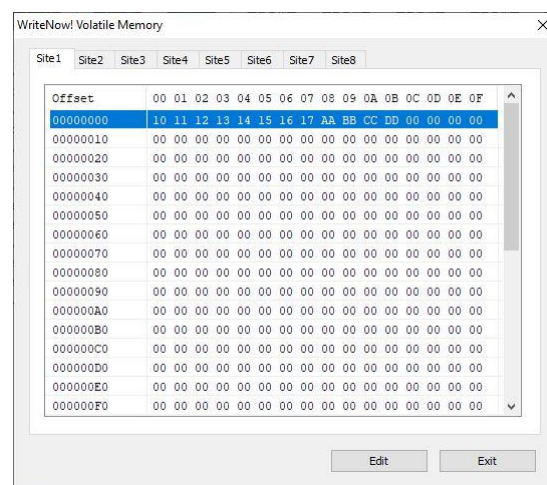 WriteNow! Volatile Memory
Site1 Site2 Site3 Site4 Site5 Site6 Site7 Site8
Offset 00 01 02 03 04 05 06 07 08 09 0A 0B 0C 0D 0E 0F
00000000 10 11 12 13 14 15 16 17 AA BB CC DD 00 00 00 00
00000010 00 00 00 00 00 00 00 00 00 00 00 00 00 00 00 00
00000020 00 00 00 00 00 00 00 00 00 00 00 00 00 00 00 00
00000030 00 00 00 00 00 00 00 00 00 00 00 00 00 00 00 00
00000040 00 00 00 00 00 00 00 00 00 00 00 00 00 00 00 00
00000050 00 00 00 00 00 00 00 00 00 00 00 00 00 00 00 00
00000060 00 00 00 00 00 00 00 00 00 00 00 00 00 00 00 00
00000070 00 00 00 00 00 00 00 00 00 00 00 00 00 00 00 00
00000080 00 00 00 00 00 00 00 00 00 00 00 00 00 00 00 00
00000090 00 00 00 00 00 00 00 00 00 00 00 00 00 00 00 00
000000A0 00 00 00 00 00 00 00 00 00 00 00 00 00 00 00 00
000000B0 00 00 00 00 00 00 00 00 00 00 00 00 00 00 00 00
000000C0 00 00 00 00 00 00 00 00 00 00 00 00 00 00 00 00
000000D0 00 00 00 00 00 00 00 00 00 00 00 00 00 00 00 00
000000E0 00 00 00 00 00 00 00 00 00 00 00 00 00 00 00 00
000000F0 00 00 00 00 00 00 00 00 00 00 00 00 00 00 00 00
Edit Exit